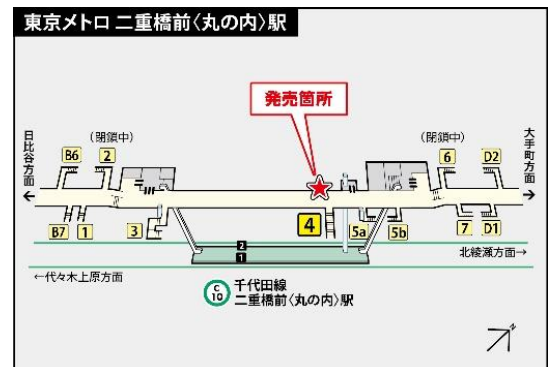 東京メトロ 二重橋前〈丸の内〉駅
発売箇所
日比谷方面
←
B6
（閉鎖中）
2
（閉鎖中）
6
D2
大手町方面
→
B7
1
3
4
5a
5b
7
D1
北綾瀬方面→
2
1
←代々木上原方面
C
10
千代田線
二重橋前〈丸の内〉駅
N